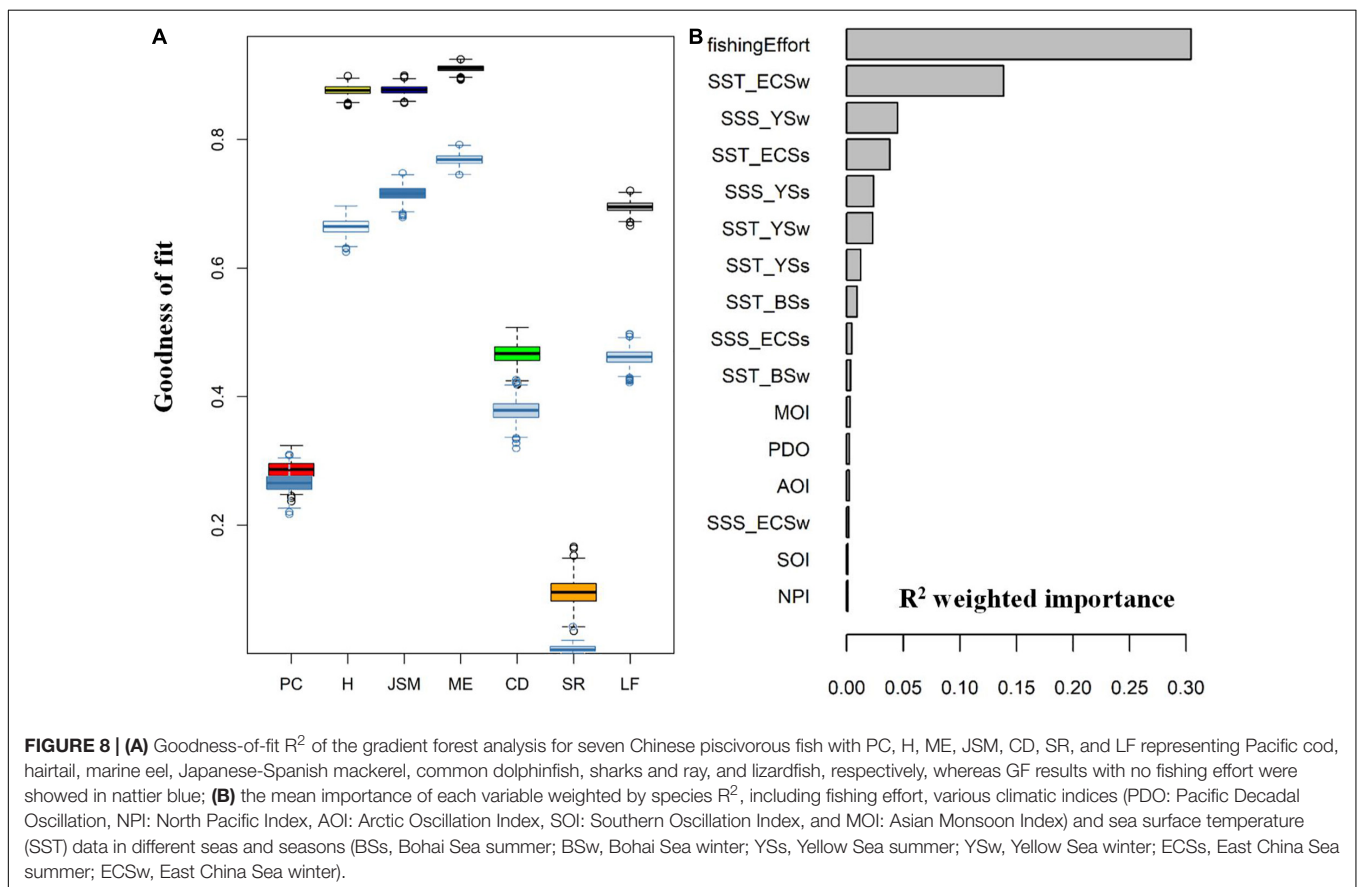 A
Goodness of fit
0.8
0.6
0.4
0.2
PC H JSM ME CD SR LF
B
fishingEffort
SST_ECSw
SSS_YSw
SST_ECSs
SSS_YSs
SST_YSw
SST_YSs
SST_BSs
SSS_ECSs
SST_BSw
MOI
PDO
AOI
SSS_ECSw
SOI
NPI
R² weighted importance
0.00 0.05 0.10 0.15 0.20 0.25 0.30
FIGURE 8 | (A) Goodness-of-fit R² of the gradient forest analysis for seven Chinese piscivorous fish with PC, H, ME, JSM, CD, SR, and LF representing Pacific cod,
hairtail, marine eel, Japanese-Spanish mackerel, common dolphinfish, sharks and ray, and lizardfish, respectively, whereas GF results with no fishing effort were
showed in nattier blue; (B) the mean importance of each variable weighted by species R², including fishing effort, various climatic indices (PDO: Pacific Decadal
Oscillation, NPI: North Pacific Index, AOI: Arctic Oscillation Index, SOI: Southern Oscillation Index, and MOI: Asian Monsoon Index) and sea surface temperature
(SST) data in different seas and seasons (BSs, Bohai Sea summer; BSw, Bohai Sea winter; YSs, Yellow Sea summer; YSw, Yellow Sea winter; ECSs, East China Sea
summer; ECSw, East China Sea winter).